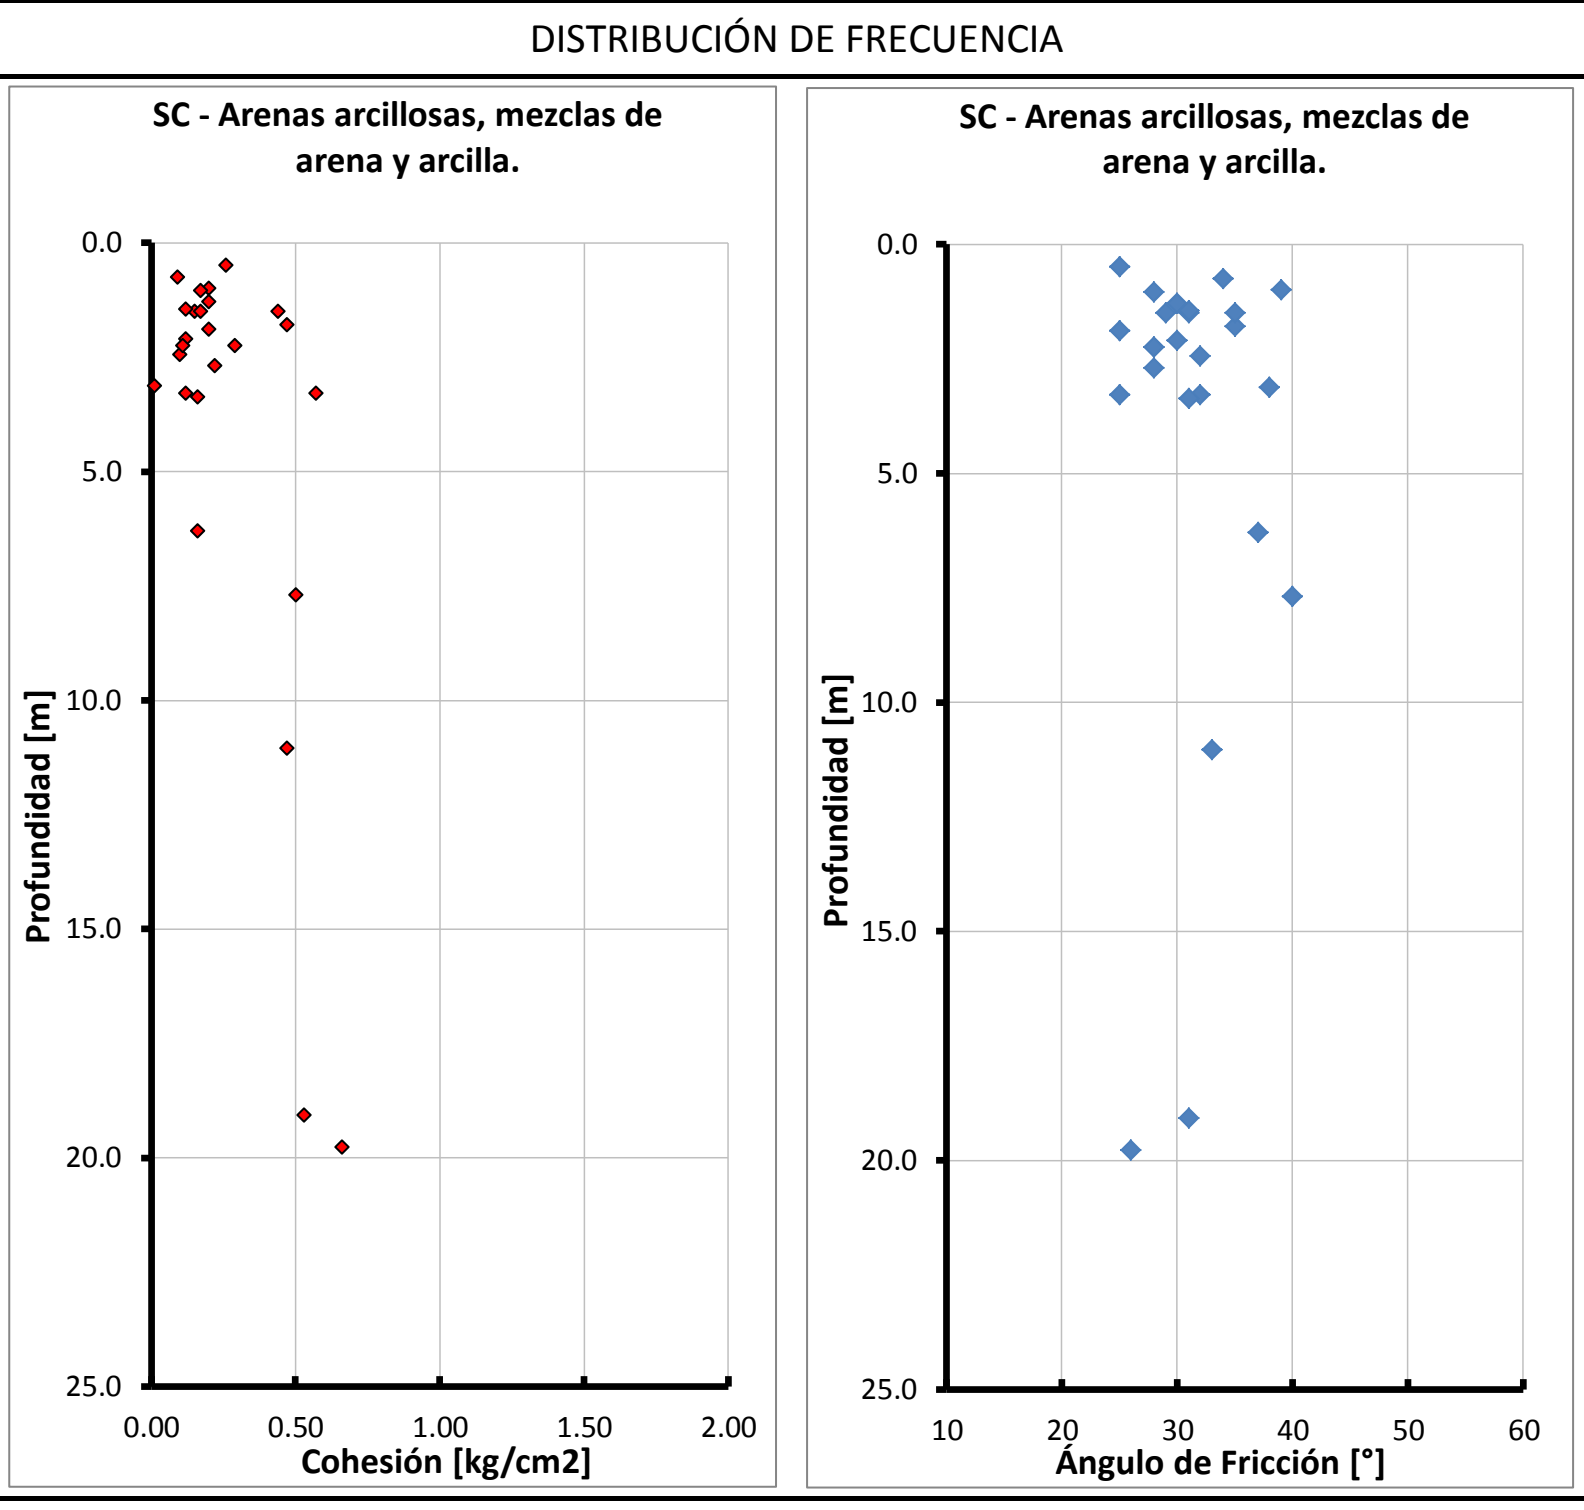 DISTRIBUCIÓN DE FRECUENCIA
SC - Arenas arcillosas, mezclas de
arena y arcilla.
0.0
5.0
10.0
15.0
20.0
25.0
Profundidad [m]
0.00 0.50 1.00 1.50 2.00
Cohesión [kg/cm2]
SC - Arenas arcillosas, mezclas de
arena y arcilla.
0.0
5.0
10.0
15.0
20.0
25.0
Profundidad [m]
10 20 30 40 50 60
Ángulo de Fricción [°]